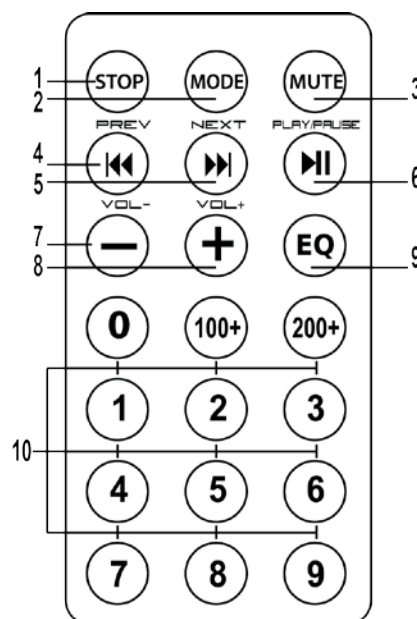 1 STOP MODE MUTE 3
2
PREV NEXT PLAY/PAUSE
4
5 6
VOL- VOL+
7 EQ
8 9
0 100+ 200+
1 2 3
10
4 5 6
7 8 9